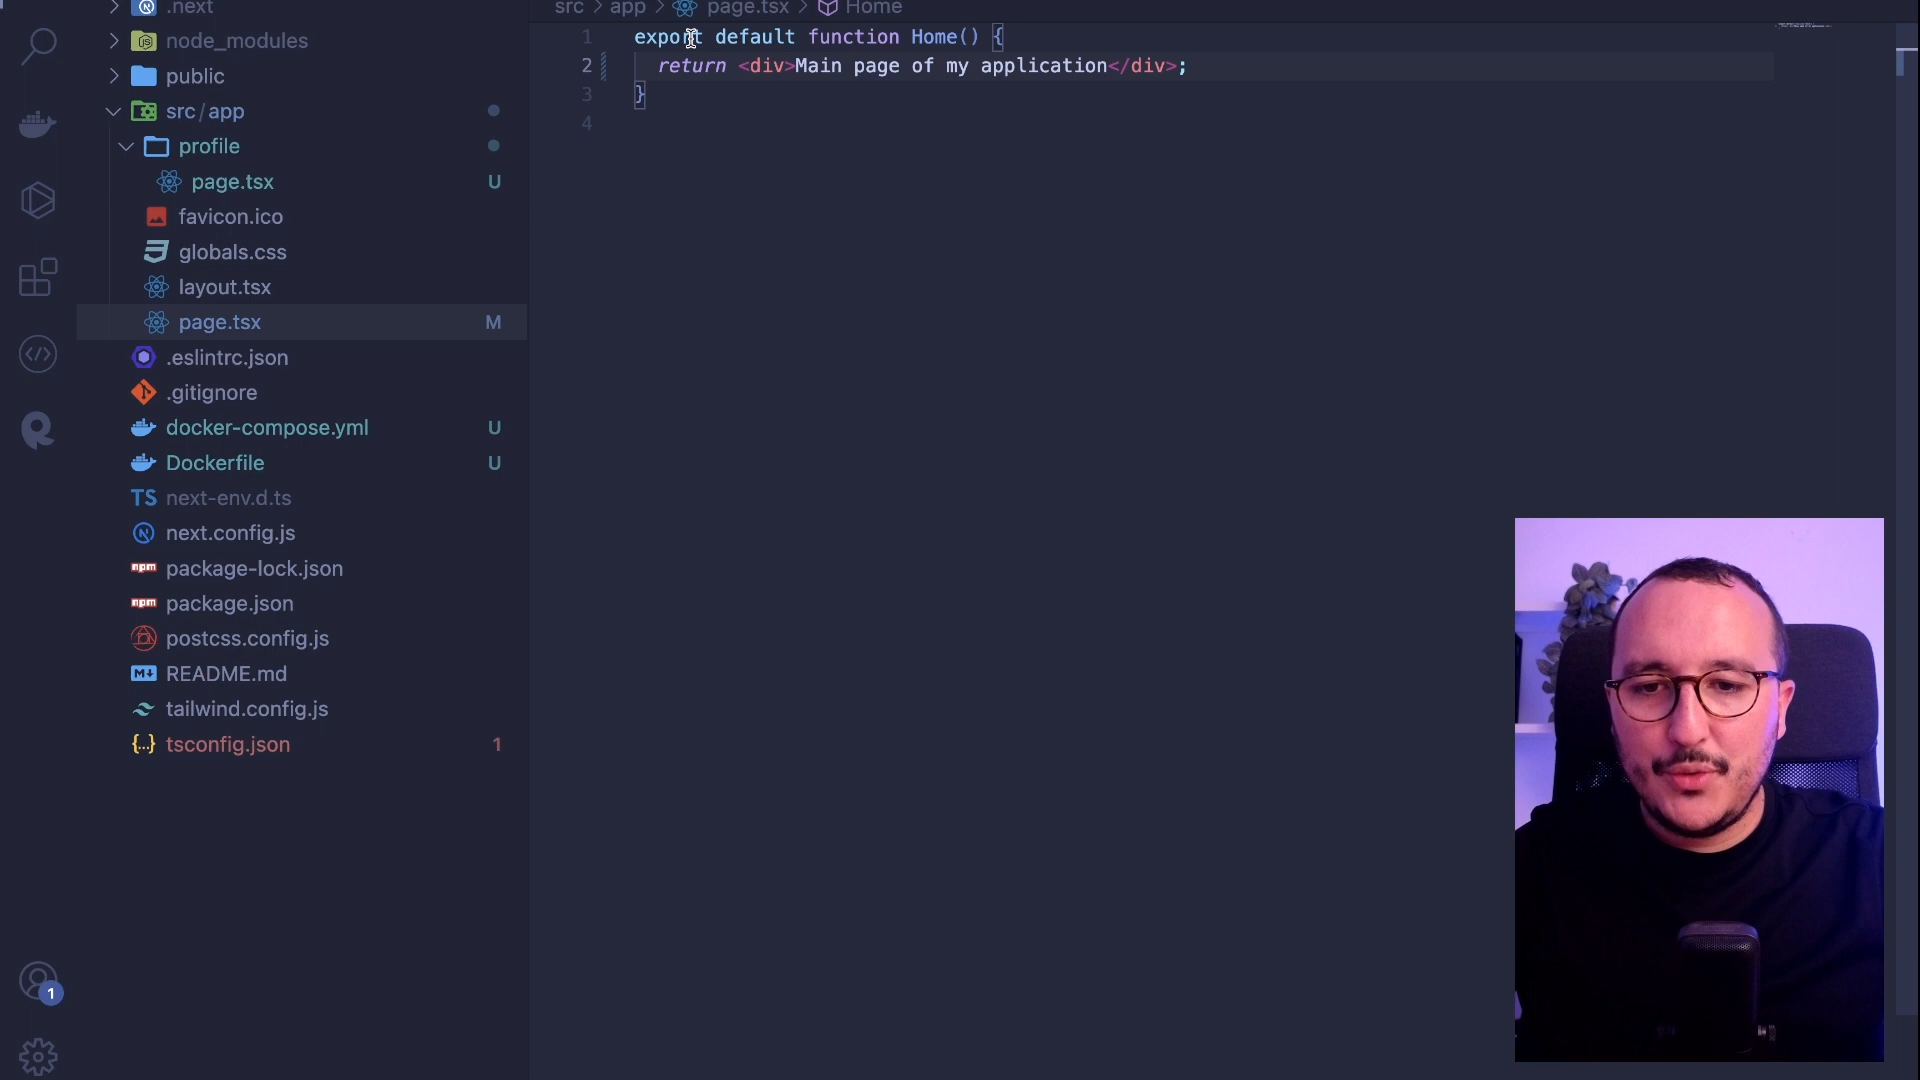 .next
node_modules
public
src/app
profile
page.tsx U
favicon.ico
globals.css
layout.tsx
page.tsx M
.eslintrc.json
.gitignore
docker-compose.yml U
Dockerfile U
TS next-env.d.ts
next.config.js
npm package-lock.json
npm package.json
postcss.config.js
M↓ README.md
tailwind.config.js
{..} tsconfig.json 1
1
src > app > page.tsx > Home
1 export default function Home() {
2 return <div>Main page of my application</div>;
3 }
4